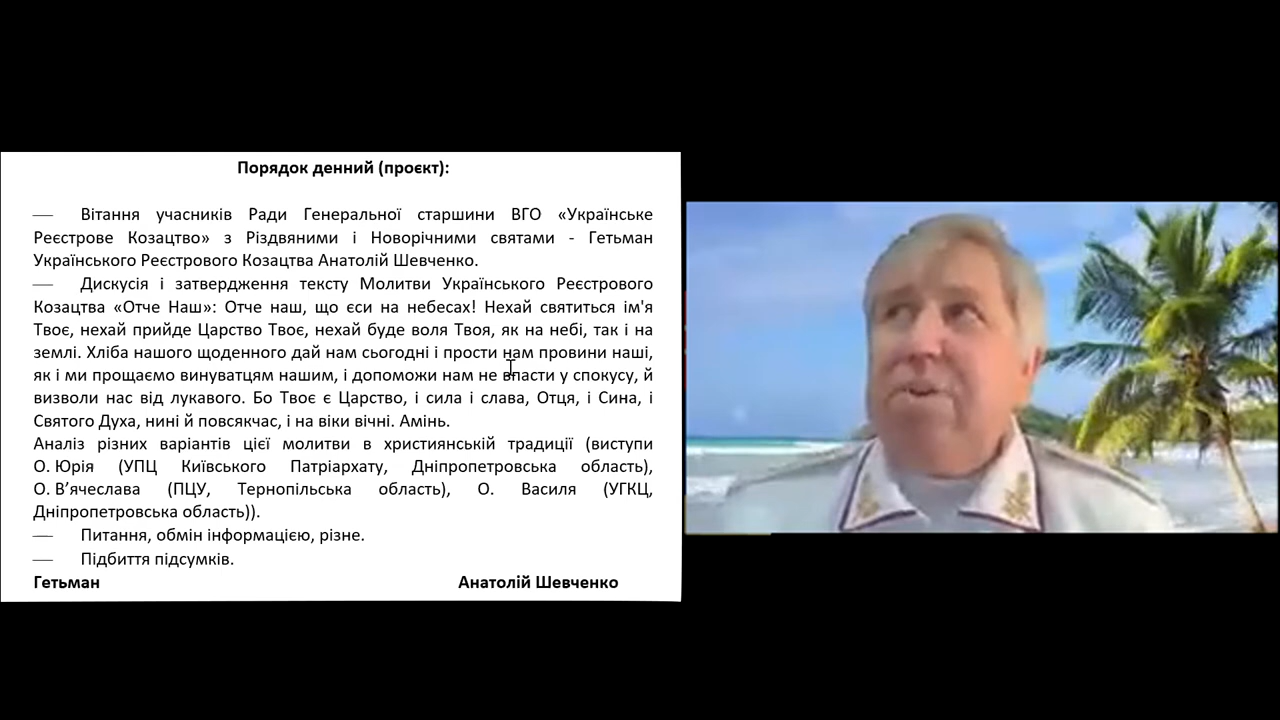 Порядок денний (проєкт):
— Вітання учасників Ради Генеральної старшини ВГО «Українське
Реєстрове Козацтво» з Різдвяними і Новорічними святами - Гетьман
Українського Реєстрового Козацтва Анатолій Шевченко.
— Дискусія і затвердження тексту Молитви Українського Реєстрового
Козацтва «Отче Наш»: Отче наш, що єси на небесах! Нехай святиться ім'я
Твоє, нехай прийде Царство Твоє, нехай буде воля Твоя, як на небі, так і на
землі. Хліба нашого щоденного дай нам сьогодні і прости нам провини наші,
як і ми прощаємо винуватцям нашим, і допоможи нам не впасти у спокусу, й
визволи нас від лукавого. Бо Твоє є Царство, і сила і слава, Отця, і Сина, і
Святого Духа, нині й повсякчас, і на віки вічні. Амінь.
Аналіз різних варіантів цієї молитви в християнській традиції (виступи
О. Юрія (УПЦ Київського Патріархату, Дніпропетровська область),
О. В’ячеслава (ПЦУ, Тернопільська область), О. Василя (УГКЦ,
Дніпропетровська область)).
— Питання, обмін інформацією, різне.
— Підбиття підсумків.
Гетьман Анатолій Шевченко